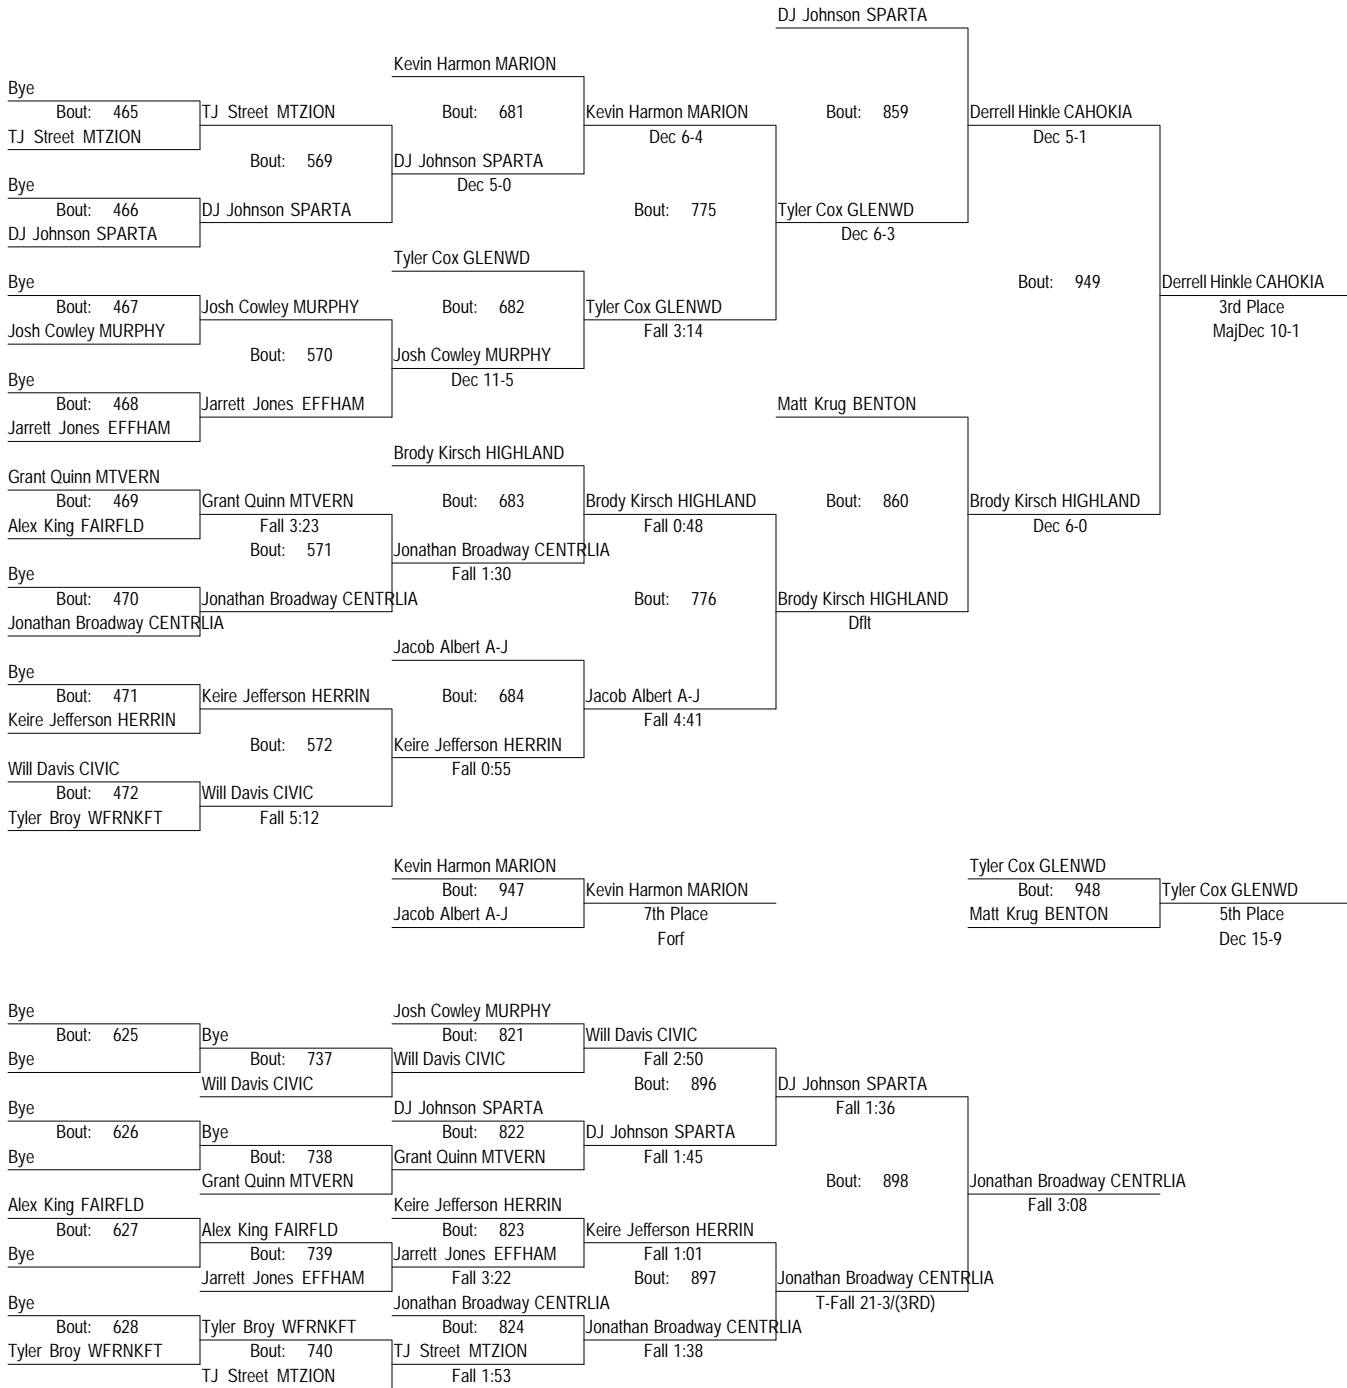 DJ Johnson SPARTA
Kevin Harmon MARION
Bye
Bout: 465 TJ Street MTZION Bout: 681 Kevin Harmon MARION Bout: 859 Derrell Hinkle CAHOKIA
TJ Street MTZION Dec 6-4 Dec 5-1
Bout: 569 DJ Johnson SPARTA
Bye Dec 5-0
Bout: 466 DJ Johnson SPARTA Bout: 775 Tyler Cox GLENWD
DJ Johnson SPARTA Dec 6-3
Tyler Cox GLENWD
Bye Bout: 949 Derrell Hinkle CAHOKIA
Bout: 467 Josh Cowley MURPHY Bout: 682 Tyler Cox GLENWD 3rd Place
Josh Cowley MURPHY Fall 3:14 MajDec 10-1
Bout: 570 Josh Cowley MURPHY
Bye Dec 11-5
Bout: 468 Jarrett Jones EFFHAM Matt Krug BENTON
Jarrett Jones EFFHAM
Brody Kirsch HIGHLAND
Grant Quinn MTVERN
Bout: 469 Grant Quinn MTVERN Bout: 683 Brody Kirsch HIGHLAND Bout: 860 Brody Kirsch HIGHLAND
Alex King FAIRFLD Fall 3:23 Fall 0:48 Dec 6-0
Bout: 571 Jonathan Broadway CENTRLIA
Bye Fall 1:30
Bout: 470 Jonathan Broadway CENTRLIA Bout: 776 Brody Kirsch HIGHLAND
Jonathan Broadway CENTRLIA Dflt
Jacob Albert A-J
Bye
Bout: 471 Keire Jefferson HERRIN Bout: 684 Jacob Albert A-J
Keire Jefferson HERRIN Fall 4:41
Bout: 572 Keire Jefferson HERRIN
Will Davis CIVIC Fall 0:55
Bout: 472 Will Davis CIVIC
Tyler Broy WFRNKFT Fall 5:12
Kevin Harmon MARION Tyler Cox GLENWD
Bout: 947 Kevin Harmon MARION Bout: 948 Tyler Cox GLENWD
Jacob Albert A-J 7th Place Matt Krug BENTON 5th Place
Forf Dec 15-9
Bye Josh Cowley MURPHY
Bout: 625 Bye Bout: 821 Will Davis CIVIC
Bye Bout: 737 Will Davis CIVIC Fall 2:50
Will Davis CIVIC Bout: 896 DJ Johnson SPARTA
Bye DJ Johnson SPARTA Fall 1:36
Bout: 626 Bye Bout: 822 DJ Johnson SPARTA
Bye Bout: 738 Grant Quinn MTVERN Fall 1:45
Grant Quinn MTVERN Bout: 898 Jonathan Broadway CENTRLIA
Alex King FAIRFLD Keire Jefferson HERRIN Fall 3:08
Bout: 627 Alex King FAIRFLD Bout: 823 Keire Jefferson HERRIN
Bye Bout: 739 Jarrett Jones EFFHAM Fall 1:01
Jarrett Jones EFFHAM Fall 3:22 Bout: 897 Jonathan Broadway CENTRLIA
Bye Jonathan Broadway CENTRLIA T-Fall 21-3/(3RD)
Bout: 628 Tyler Broy WFRNKFT Bout: 824 Jonathan Broadway CENTRLIA
Tyler Broy WFRNKFT Bout: 740 TJ Street MTZION Fall 1:38
TJ Street MTZION Fall 1:53